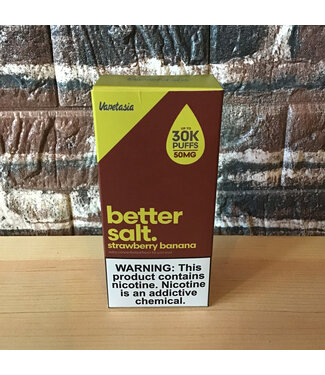 Vapetasia
UP TO
30K
PUFFS
50MG
better
salt.
strawberry banana
WARNING: This
product contains
nicotine. Nicotine
is an addictive
chemical.